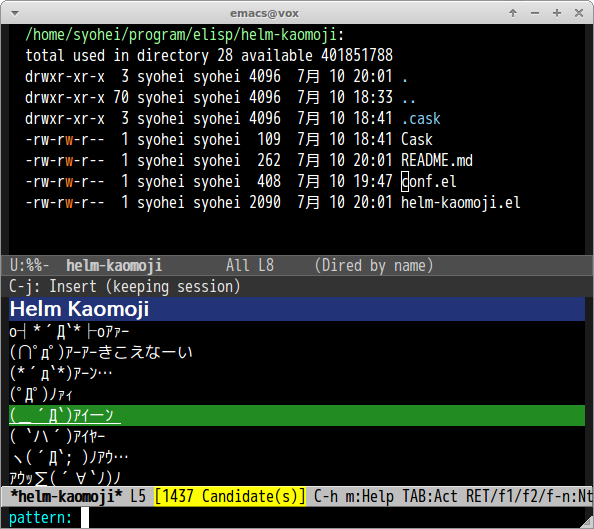 emacs@vox
/home/syohei/program/elisp/helm-kaomoji:
total used in directory 28 available 401851788
drwxr-xr-x  3 syohei syohei 4096  7月 10 20:01 .
drwxr-xr-x 70 syohei syohei 4096  7月 10 18:33 ..
drwxr-xr-x  3 syohei syohei 4096  7月 10 18:41 .cask
-rw-rw-r--  1 syohei syohei  109  7月 10 18:41 Cask
-rw-rw-r--  1 syohei syohei  262  7月 10 20:01 README.md
-rw-rw-r--  1 syohei syohei  408  7月 10 19:47 conf.el
-rw-rw-r--  1 syohei syohei 2090  7月 10 20:01 helm-kaomoji.el
U:%%-  helm-kaomoji       All L8     (Dired by name)
C-j: Insert (keeping session)
Helm Kaomoji
o┤*´Д`*├oｱｧｰ
(∩ﾟдﾟ)ｱｰｱｰきこえなーい
(*´д`*)ｱｰﾝ…
(ﾟДﾟ)ﾉｧｨ
(＿´Д`)ｱｲｰﾝ
( `ハ´)ｱｲﾔｰ
ヽ(´Д`; )ﾉｱｳ…
ｱｳｯ∑(´∀`ﾉ)ﾉ
*helm-kaomoji* L5 [1437 Candidate(s)] C-h m:Help TAB:Act RET/f1/f2/f-n:Nt
pattern: